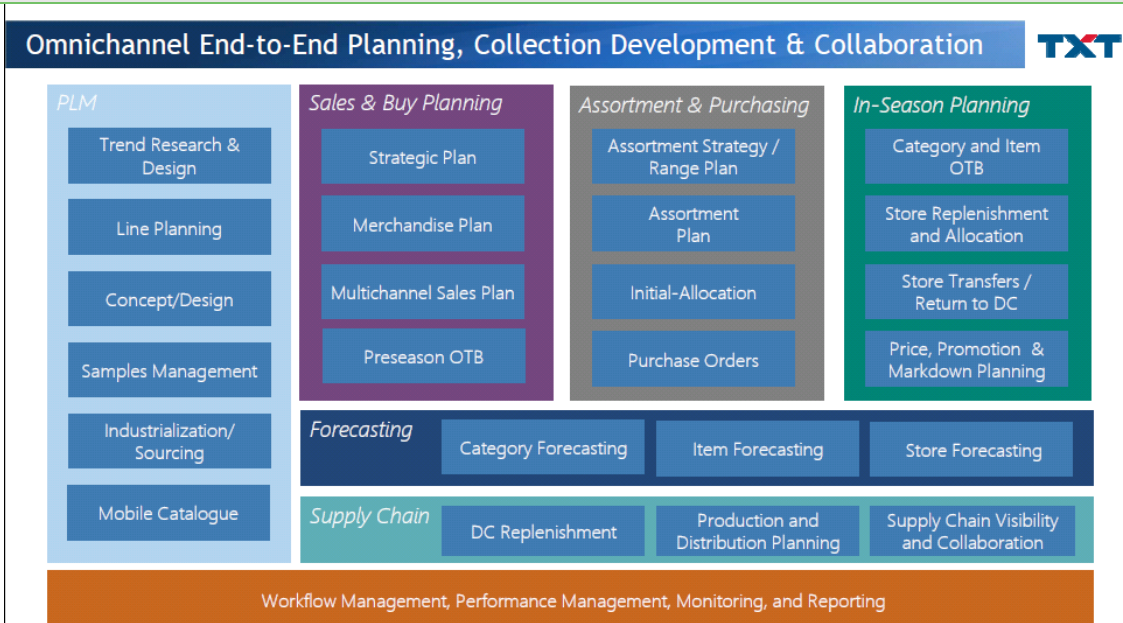 Omnichannel End-to-End Planning, Collection Development & Collaboration
TXT
PLM
Trend Research &
Design
Line Planning
Concept/Design
Samples Management
Industrialization/
Sourcing
Mobile Catalogue
Sales & Buy Planning
Strategic Plan
Merchandise Plan
Multichannel Sales Plan
Preseason OTB
Assortment & Purchasing
Assortment Strategy /
Range Plan
Assortment
Plan
Initial-Allocation
Purchase Orders
In-Season Planning
Category and Item
OTB
Store Replenishment
and Allocation
Store Transfers /
Return to DC
Price, Promotion &
Markdown Planning
Forecasting
Category Forecasting
Item Forecasting
Store Forecasting
Supply Chain
DC Replenishment
Production and
Distribution Planning
Supply Chain Visibility
and Collaboration
Workflow Management, Performance Management, Monitoring, and Reporting